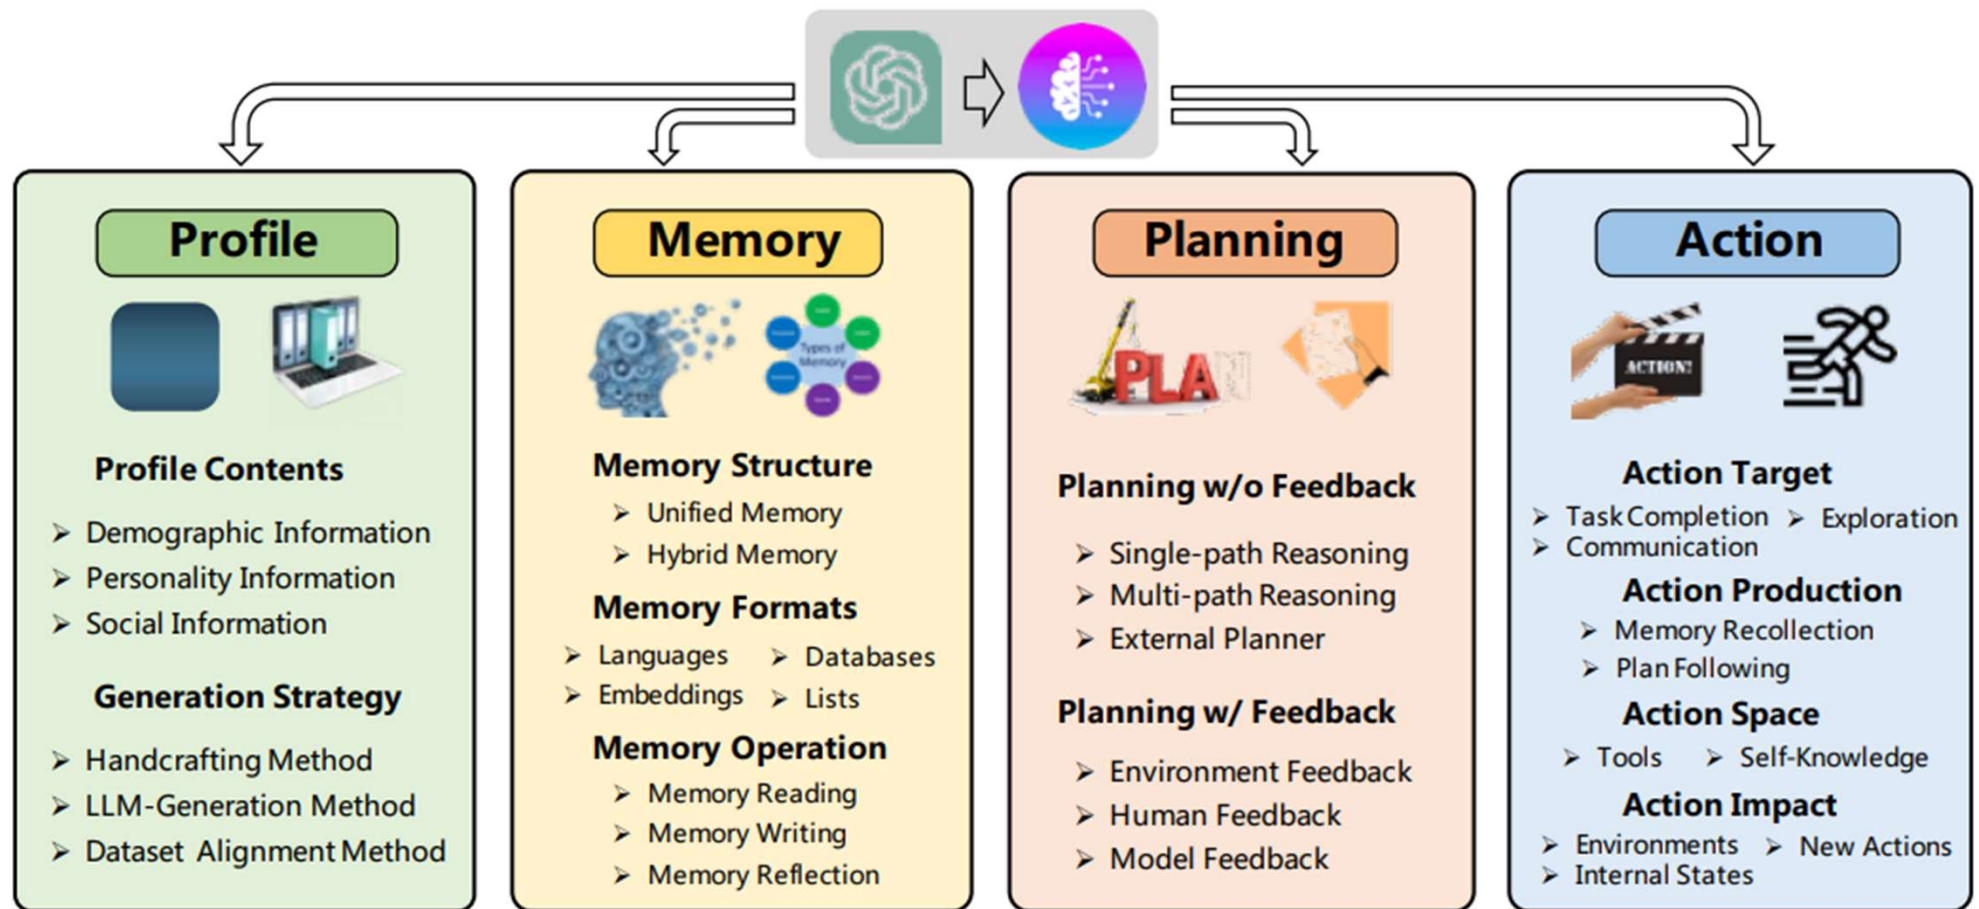 Profile
Profile Contents
Demographic Information
Personality Information
Social Information
Generation Strategy
Handcrafting Method
LLM-Generation Method
Dataset Alignment Method
Memory
Types of
Memory
Memory Structure
Unified Memory
Hybrid Memory
Memory Formats
Languages
Databases
Embeddings
Lists
Memory Operation
Memory Reading
Memory Writing
Memory Reflection
Planning
PLAN
Planning w/o Feedback
Single-path Reasoning
Multi-path Reasoning
External Planner
Planning w/ Feedback
Environment Feedback
Human Feedback
Model Feedback
Action
ACTION!
Action Target
Task Completion
Exploration
Communication
Action Production
Memory Recollection
Plan Following
Action Space
Tools
Self-Knowledge
Action Impact
Environments
New Actions
Internal States